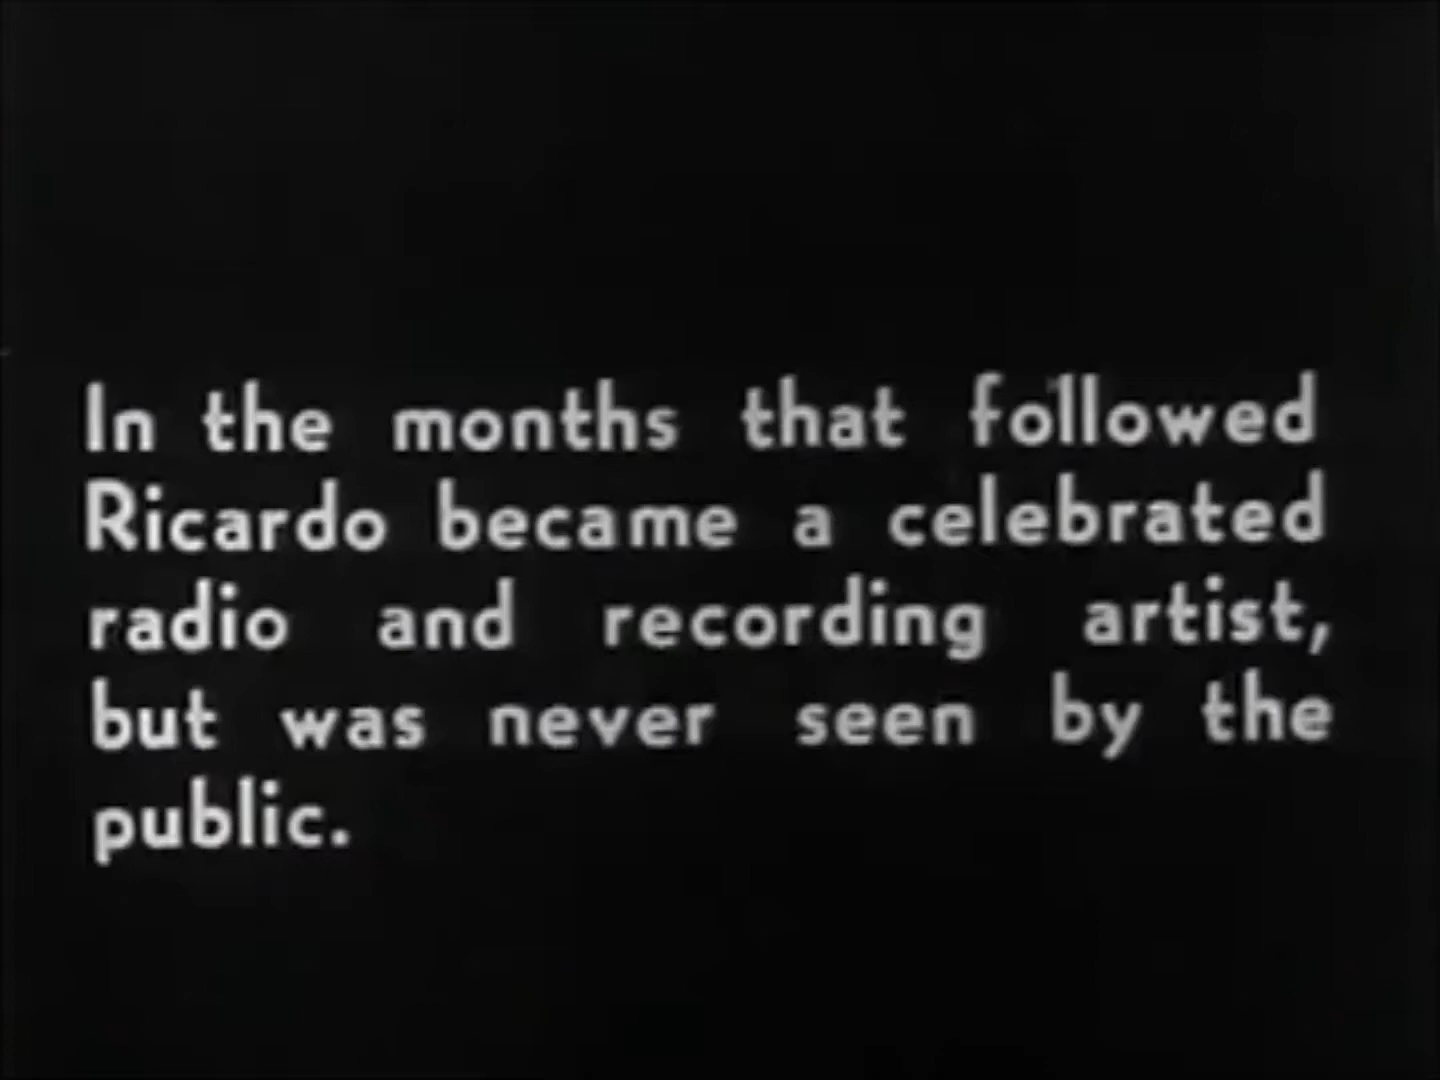 In the months that followed
Ricardo became a celebrated
radio and recording artist,
but was never seen by the
public.